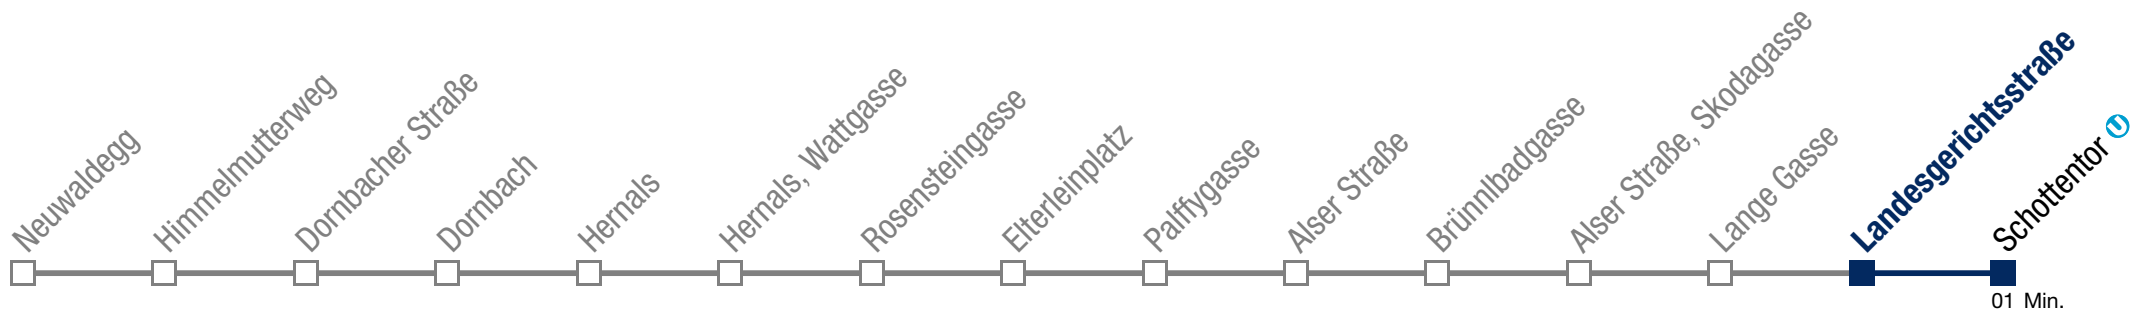 Neuwaldegg
Himmelmutterweg
Dornbacher Straße
Dornbach
Hernals
Hernals, Wattgasse
Rosensteingasse
Elterleinplatz
Palffygasse
Alser Straße
Brünnlbadgasse
Alser Straße, Skodagasse
Lange Gasse
Landesgerichtsstraße
Schottentor U
01 Min.